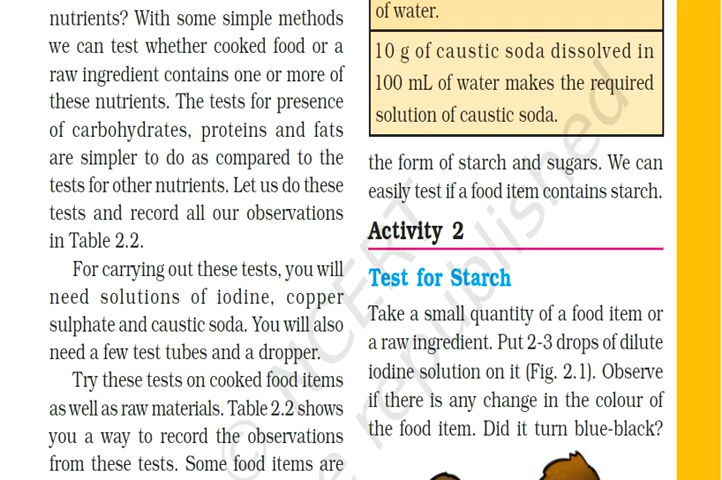 nutrients? With some simple methods
we can test whether cooked food or a
raw ingredient contains one or more of
these nutrients. The tests for presence
of carbohydrates, proteins and fats
are simpler to do as compared to the
tests for other nutrients. Let us do these
tests and record all our observations
in Table 2.2.
For carrying out these tests, you will
need solutions of iodine, copper
sulphate and caustic soda. You will also
need a few test tubes and a dropper.
Try these tests on cooked food items
as well as raw materials. Table 2.2 shows
you a way to record the observations
from these tests. Some food items are
of water.
10 g of caustic soda dissolved in
100 mL of water makes the required
solution of caustic soda.
the form of starch and sugars. We can
easily test if a food item contains starch.
Activity 2
Test for Starch
Take a small quantity of a food item or
a raw ingredient. Put 2-3 drops of dilute
iodine solution on it (Fig. 2.1). Observe
if there is any change in the colour of
the food item. Did it turn blue-black?
© NCERT
be republished